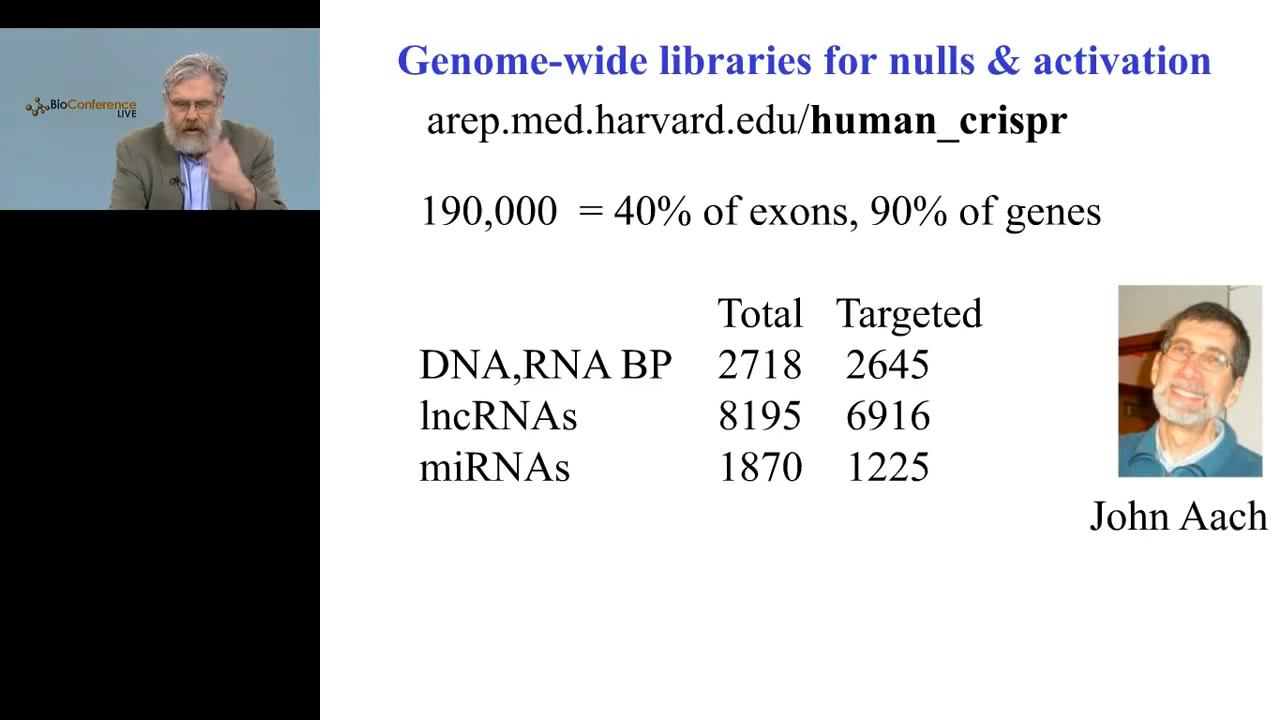 BioConference
LIVE
Genome-wide libraries for nulls & activation
arep.med.harvard.edu/human_crispr
190,000 = 40% of exons, 90% of genes
Total Targeted
DNA,RNA BP 2718 2645
lncRNAs 8195 6916
miRNAs 1870 1225
John Aach